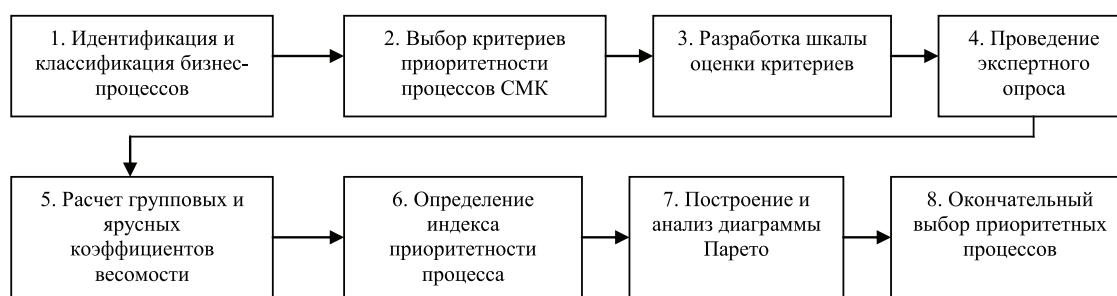 1. Идентификация и
классификация бизнес-
процессов
2. Выбор критериев
приоритетности
процессов СМК
3. Разработка шкалы
оценки критериев
4. Проведение
экспертного
опроса
5. Расчет групповых и
ярусных
коэффициентов
весомости
6. Определение
индекса
приоритетности
процесса
7. Построение и
анализ диаграммы
Парето
8. Окончательный
выбор приоритетных
процессов